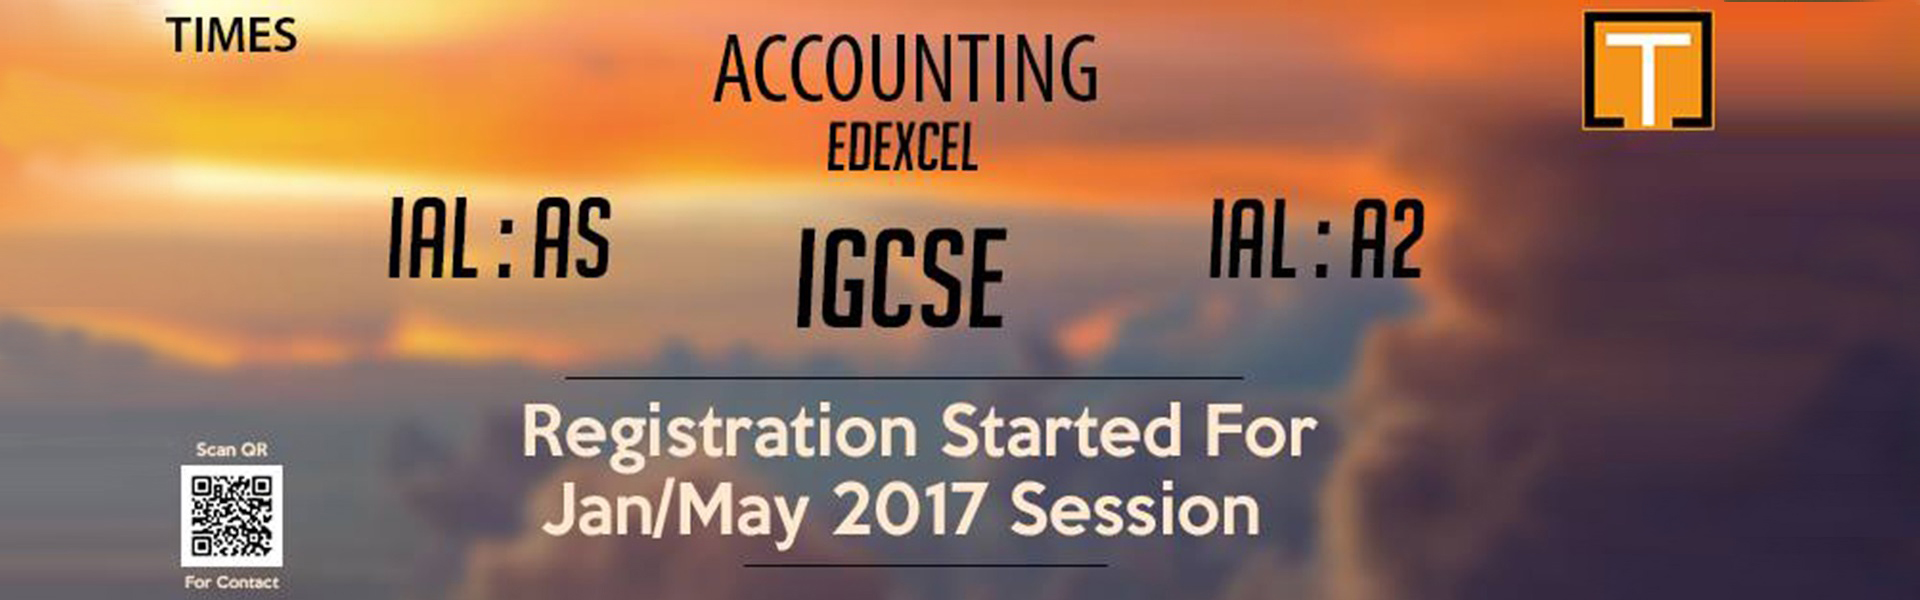 TIMES
T
ACCOUNTING
EDEXCEL
IAL : AS
IGCSE
IAL : A2
Registration Started For
Jan/May 2017 Session
Scan QR
For Contact